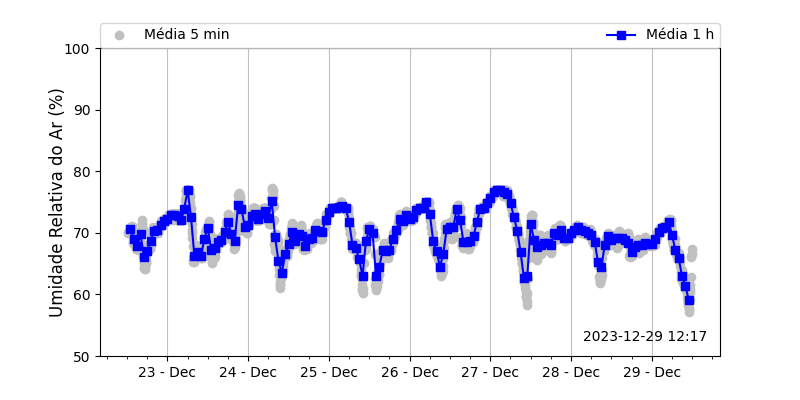 Média 5 min Média 1 h
Umidade Relativa do Ar (%)
100
90
80
70
60
50
2023-12-29 12:17
23 - Dec 24 - Dec 25 - Dec 26 - Dec 27 - Dec 28 - Dec 29 - Dec